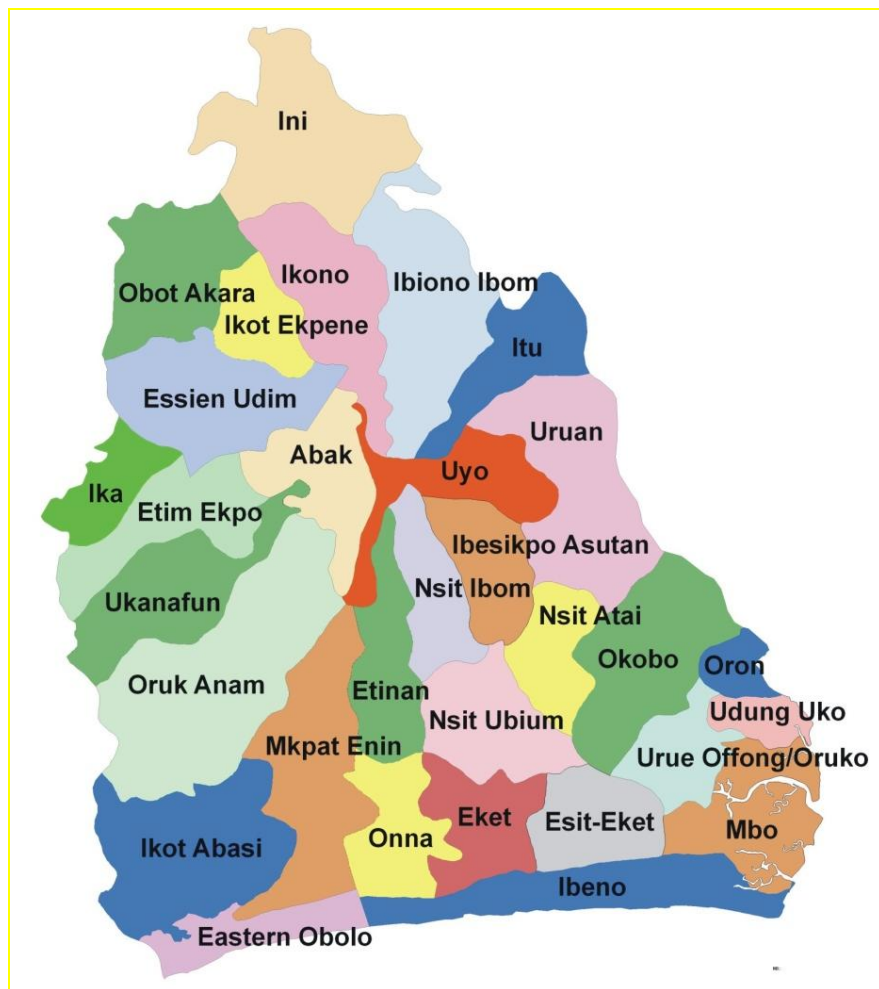 Ini
Ikono
Ibiono Ibom
Obot Akara
Ikot Ekpene
Itu
Essien Udim
Uruan
Abak
Uyo
Ika
Etim Ekpo
Ibesikpo Asutan
Nsit Ibom
Ukanafun
Nsit Atai
Okobo
Oron
Oruk Anam
Etinan
Udung Uko
Nsit Ubium
Mkpat Enin
Urue Offong/Oruko
Eket
Esit-Eket
Mbo
Onna
Ikot Abasi
Ibeno
Eastern Obolo